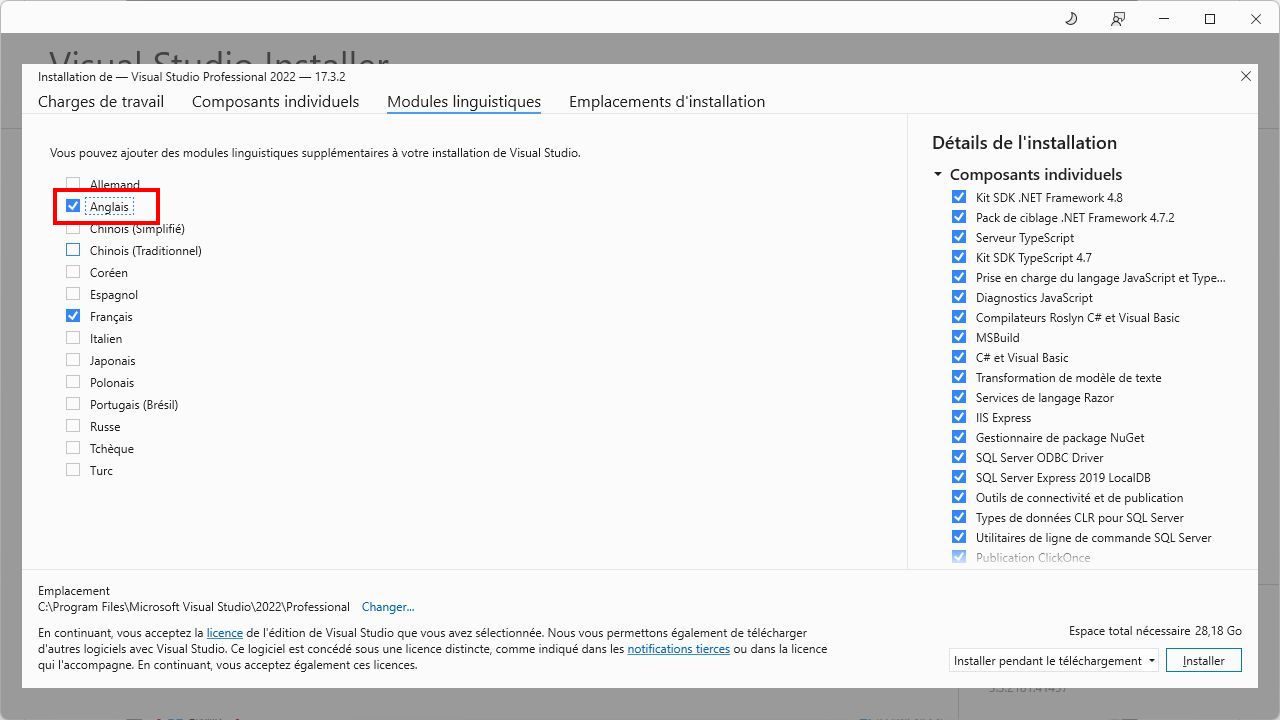 Visual Studio Installer
Installation de — Visual Studio Professional 2022 — 17.3.2
Charges de travail
Composants individuels
Modules linguistiques
Emplacements d'installation
Vous pouvez ajouter des modules linguistiques supplémentaires à votre installation de Visual Studio.
Allemand
Anglais
Chinois (Simplifié)
Chinois (Traditionnel)
Coréen
Espagnol
Français
Italien
Japonais
Polonais
Portugais (Brésil)
Russe
Tchèque
Turc
Détails de l'installation
Composants individuels
Kit SDK .NET Framework 4.8
Pack de ciblage .NET Framework 4.7.2
Serveur TypeScript
Kit SDK TypeScript 4.7
Prise en charge du langage JavaScript et Type...
Diagnostics JavaScript
Compilateurs Roslyn C# et Visual Basic
MSBuild
C# et Visual Basic
Transformation de modèle de texte
Services de langage Razor
IIS Express
Gestionnaire de package NuGet
SQL Server ODBC Driver
SQL Server Express 2019 LocalDB
Outils de connectivité et de publication
Types de données CLR pour SQL Server
Utilitaires de ligne de commande SQL Server
Publication ClickOnce
Emplacement
C:\Program Files\Microsoft Visual Studio\2022\Professional Changer...
En continuant, vous acceptez la licence de l'édition de Visual Studio que vous avez sélectionnée. Nous vous permettons également de télécharger
d'autres logiciels avec Visual Studio. Ce logiciel est concédé sous une licence distincte, comme indiqué dans les notifications tierces ou dans la licence
qui l'accompagne. En continuant, vous acceptez également ces licences.
Espace total nécessaire 28,18 Go
Installer pendant le téléchargement
Installer